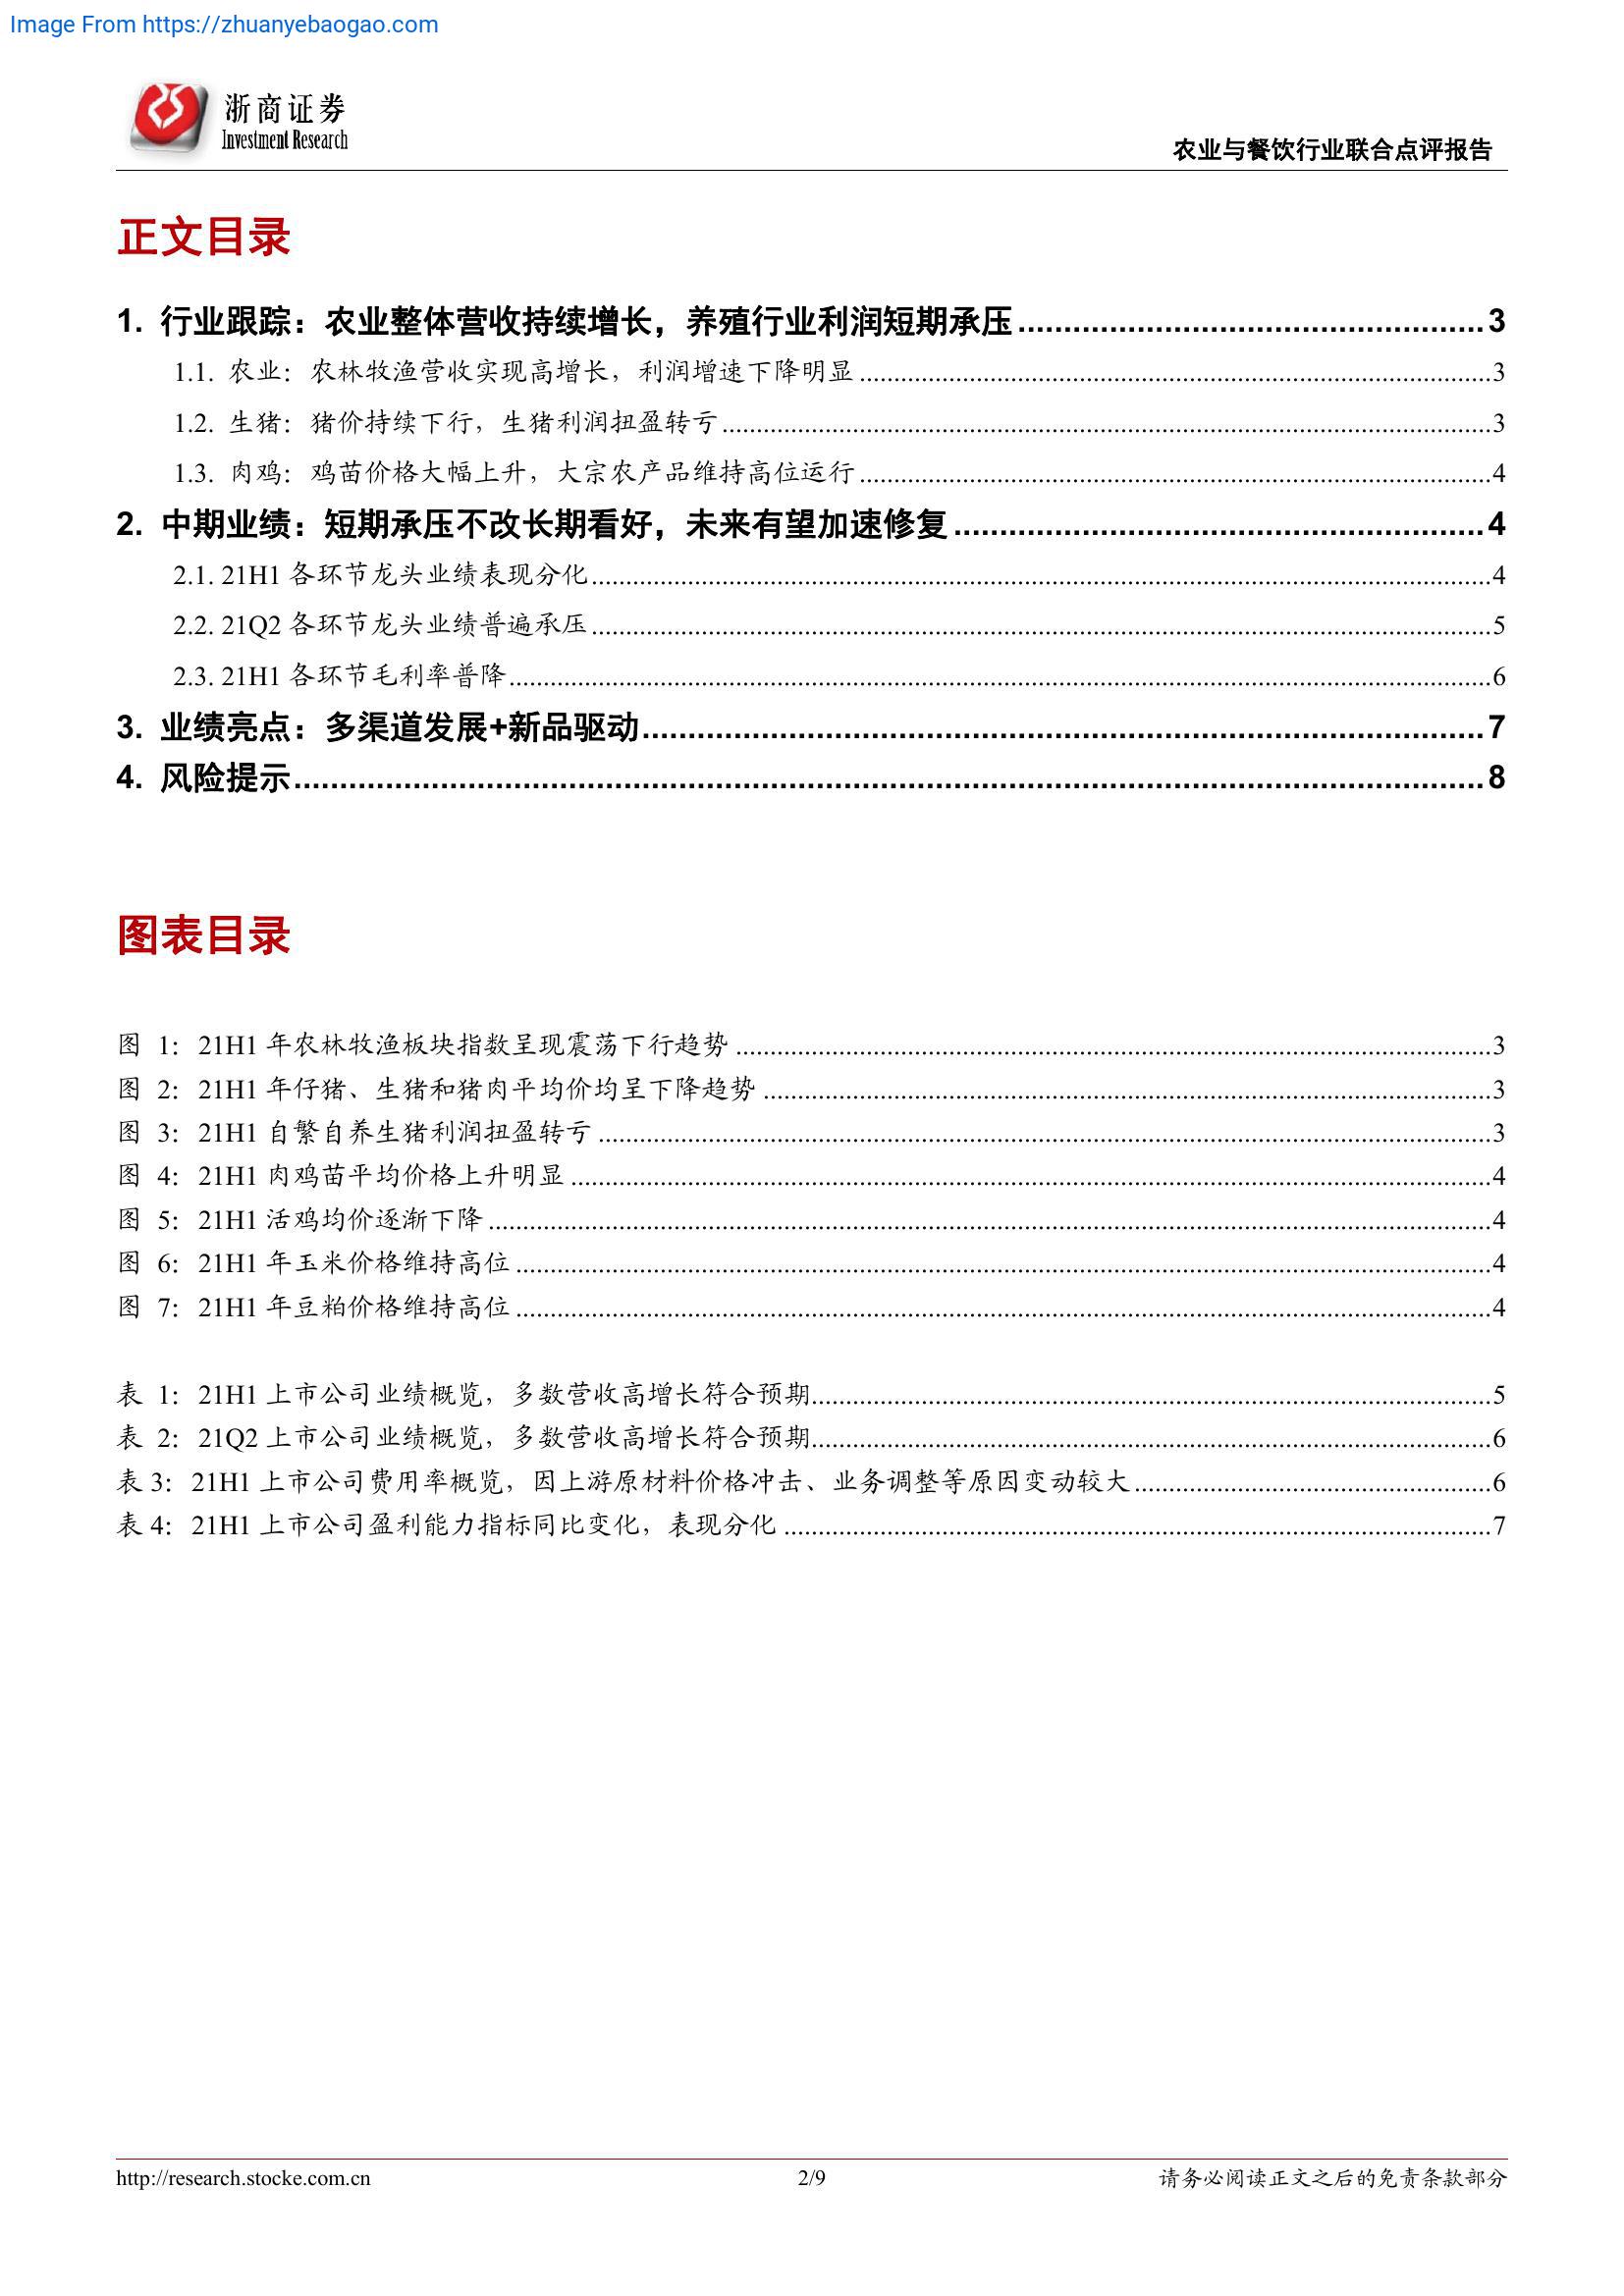 Image From https://zhuanyebaogao.com
浙商证券
Investment Research
农业与餐饮行业联合点评报告
正文目录
1. 行业跟踪：农业整体营收持续增长，养殖行业利润短期承压 3
1.1. 农业：农林牧渔营收实现高增长，利润增速下降明显 3
1.2. 生猪：猪价持续下行，生猪利润扭盈转亏 3
1.3. 肉鸡：鸡苗价格大幅上升，大宗农产品维持高位运行 4
2. 中期业绩：短期承压不改长期看好，未来有望加速修复 4
2.1. 21H1 各环节龙头业绩表现分化 4
2.2. 21Q2 各环节龙头业绩普遍承压 5
2.3. 21H1 各环节毛利率普降 6
3. 业绩亮点：多渠道发展+新品驱动 7
4. 风险提示 8
图表目录
图 1：21H1 年农林牧渔板块指数呈现震荡下行趋势 3
图 2：21H1 年仔猪、生猪和猪肉平均价均呈下降趋势 3
图 3：21H1 自繁自养生猪利润扭盈转亏 3
图 4：21H1 肉鸡苗平均价格上升明显 4
图 5：21H1 活鸡均价逐渐下降 4
图 6：21H1 年玉米价格维持高位 4
图 7：21H1 年豆粕价格维持高位 4
表 1：21H1 上市公司业绩概览，多数营收高增长符合预期 5
表 2：21Q2 上市公司业绩概览，多数营收高增长符合预期 6
表 3：21H1 上市公司费用率概览，因上游原材料价格冲击、业务调整等原因变动较大 6
表 4：21H1 上市公司盈利能力指标同比变化，表现分化 7
http://research.stocke.com.cn 2/9 请务必阅读正文之后的免责条款部分